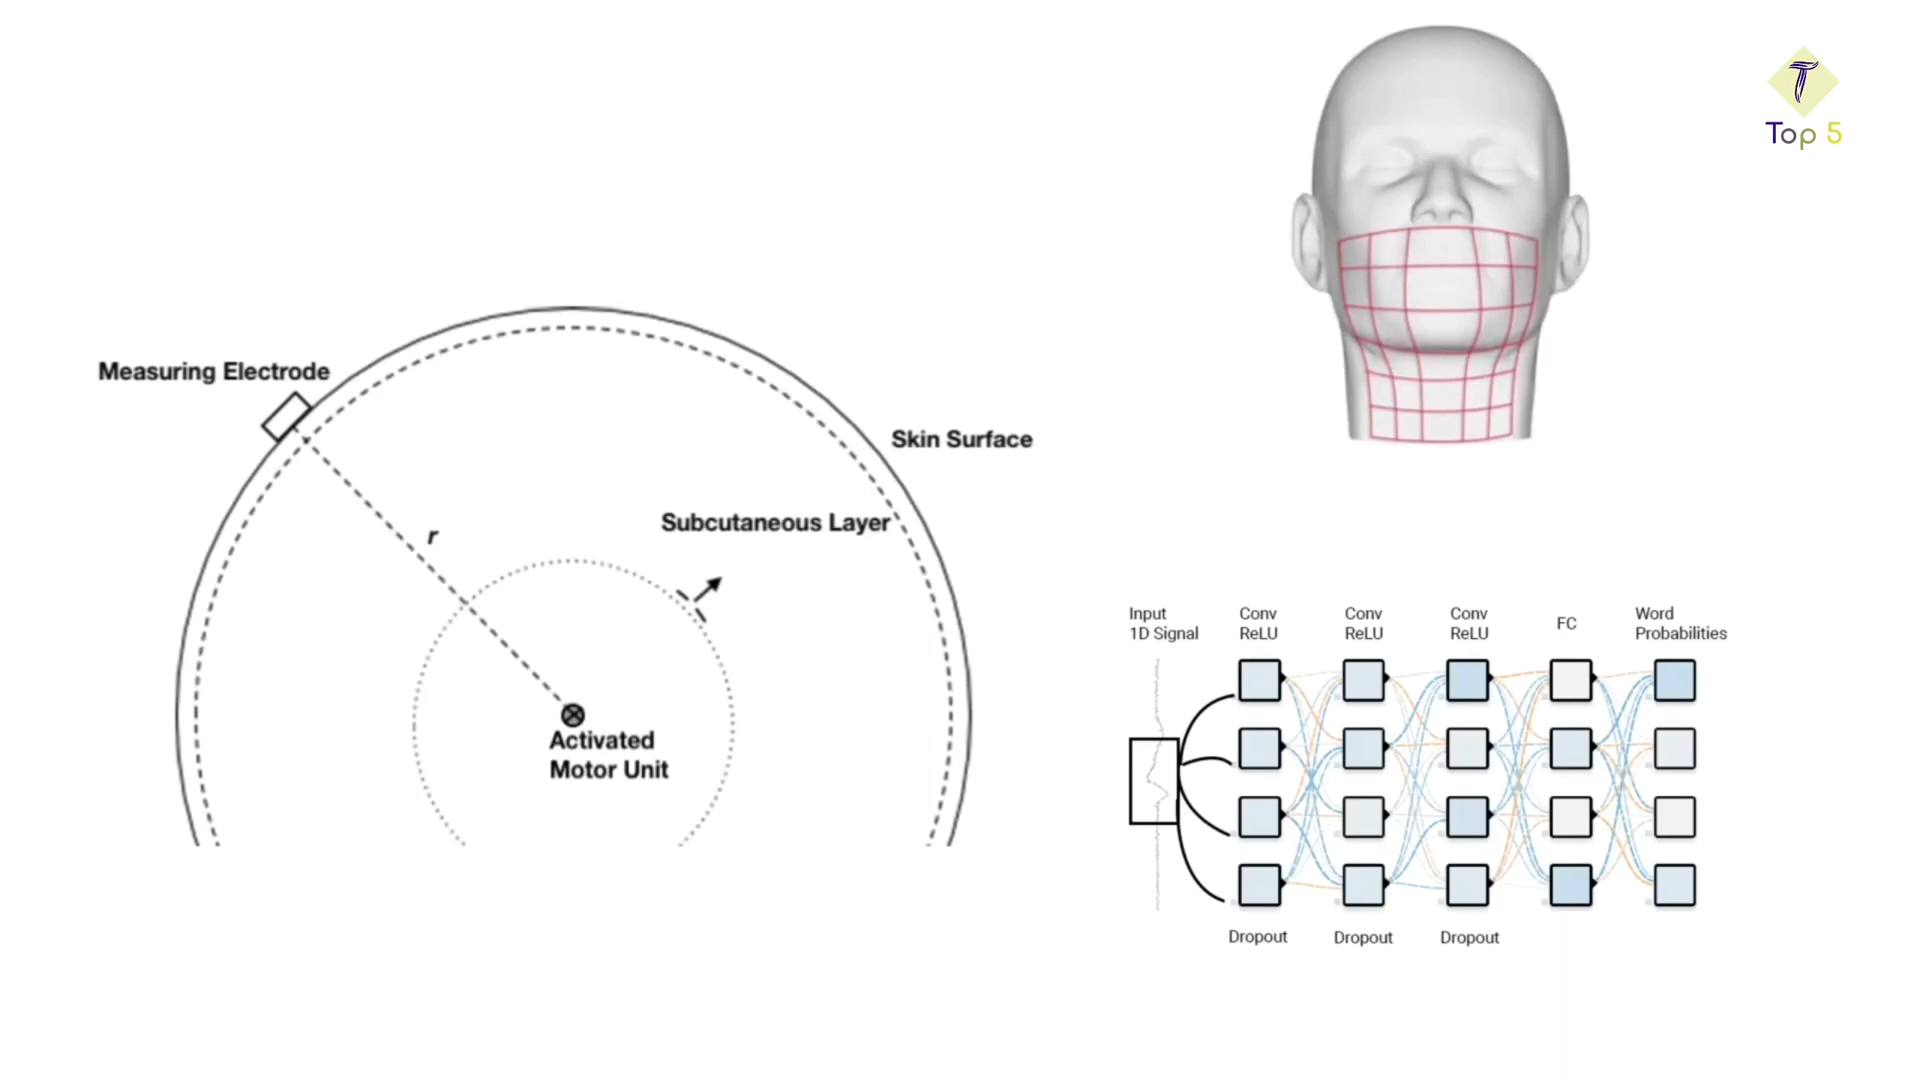 Top 5
Measuring Electrode
Skin Surface
Subcutaneous Layer
r
Activated
Motor Unit
Input
1D Signal
Conv
ReLU
Conv
ReLU
Conv
ReLU
FC
Word
Probabilities
Dropout
Dropout
Dropout